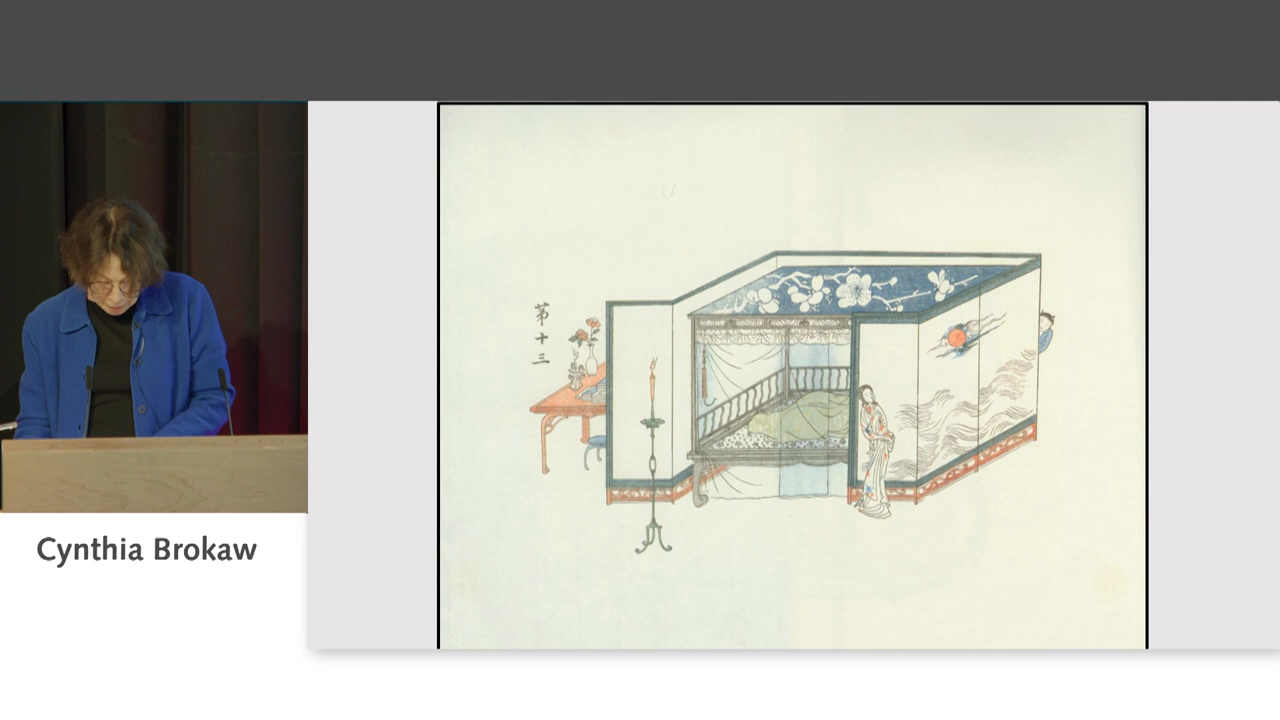 第十三
Cynthia Brokaw